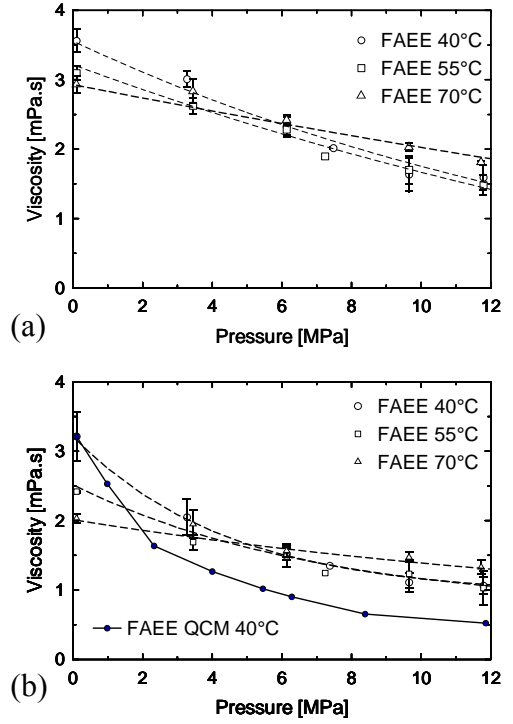 4
3
2
1
0
Viscosity [mPa.s]
FAEE 40°C
FAEE 55°C
FAEE 70°C
0 2 4 6 8 10 12
Pressure [MPa]
(a)
4
3
2
1
0
Viscosity [mPa.s]
FAEE 40°C
FAEE 55°C
FAEE 70°C
FAEE QCM 40°C
0 2 4 6 8 10 12
Pressure [MPa]
(b)